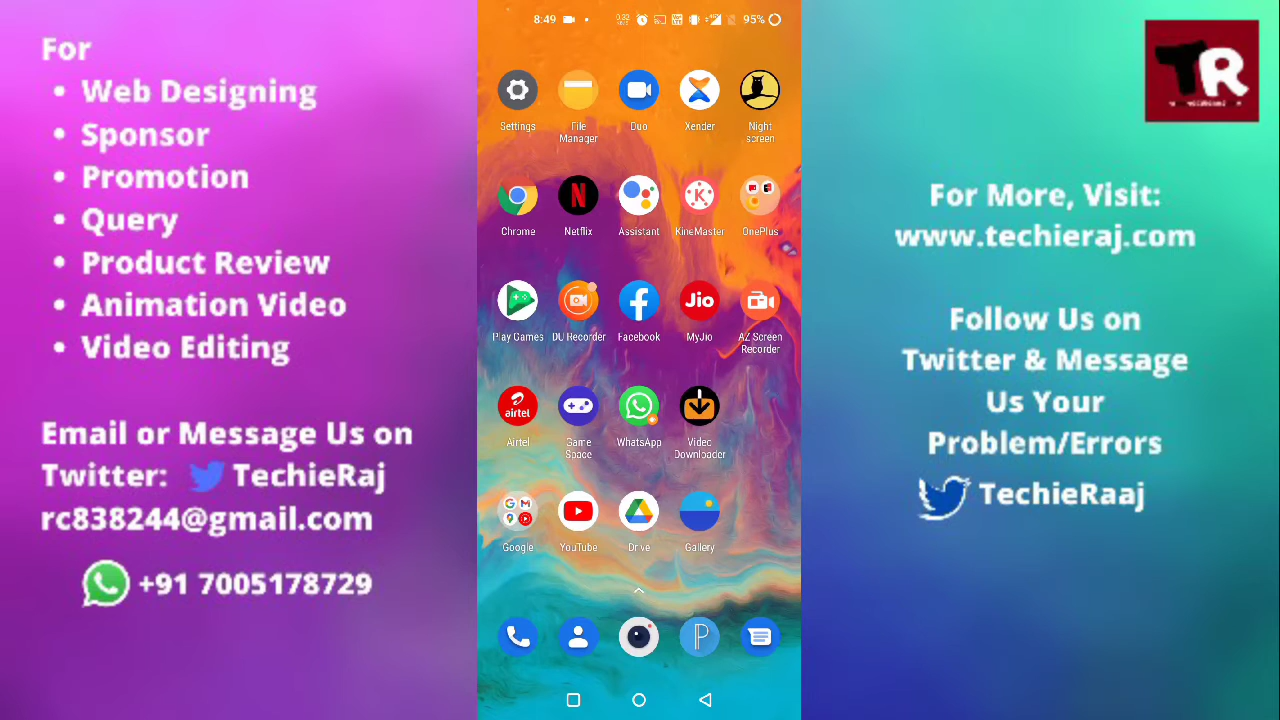 For
• Web Designing
• Sponsor
• Promotion
• Query
• Product Review
• Animation Video
• Video Editing
Email or Message Us on
Twitter: TechieRaj
rc838244@gmail.com
+91 7005178729
8:49
95%
Settings
File
Manager
Duo
Xender
Night
screen
Chrome
Netflix
Assistant
KineMaster
OnePlus
Play Games
DU Recorder
Facebook
Jio
MyJio
AZ Screen
Recorder
airtel
Airtel
Game
Space
WhatsApp
Video
Downloader
Google
YouTube
Drive
Gallery
TR
For More, Visit:
www.techieraj.com
Follow Us on
Twitter & Message
Us Your
Problem/Errors
TechieRaaj